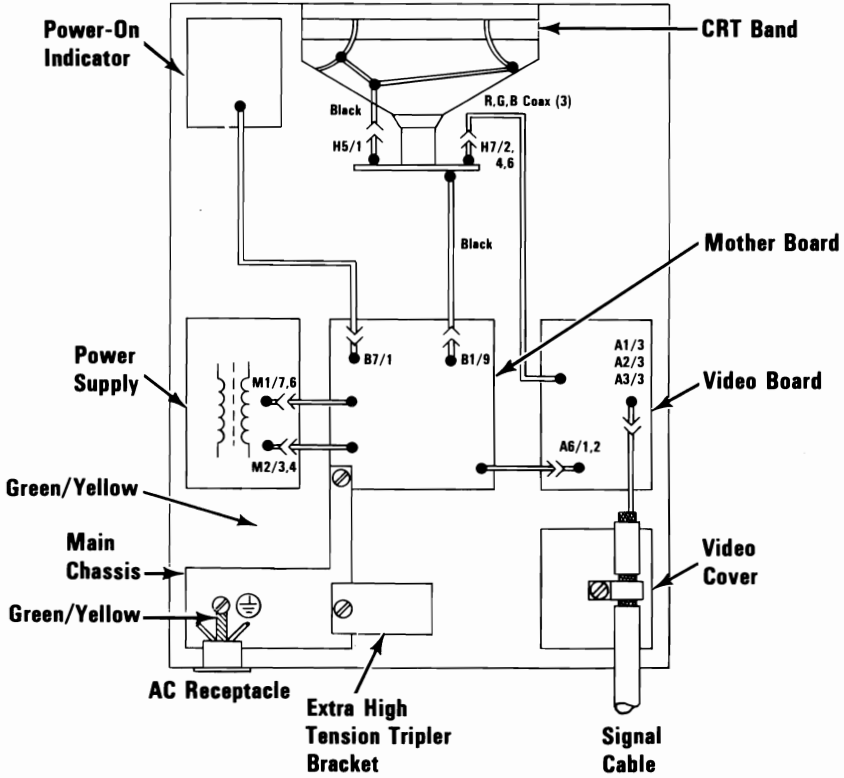 Power-On
Indicator
CRT Band
Black
R,G,B Coax (3)
H5/1
H7/2,
4,6
Black
Mother Board
Power
Supply
M1/7,6
M2/3,4
B7/1
B1/9
A1/3
A2/3
A3/3
A6/1,2
Video Board
Green/Yellow
Main
Chassis
Green/Yellow
Video
Cover
AC Receptacle
Extra High
Tension Tripler
Bracket
Signal
Cable